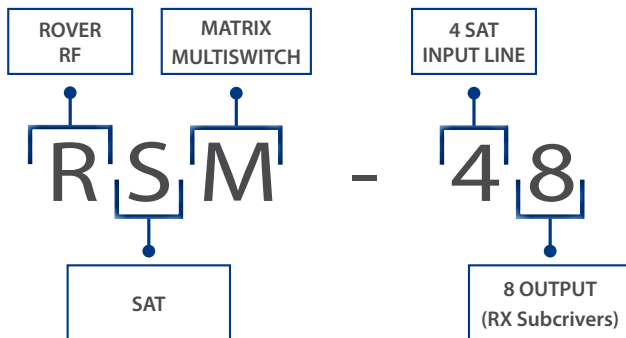 ROVER
RF
MATRIX
MULTISWITCH
4 SAT
INPUT LINE
RSM - 48
SAT
8 OUTPUT
(RX Subcrivers)